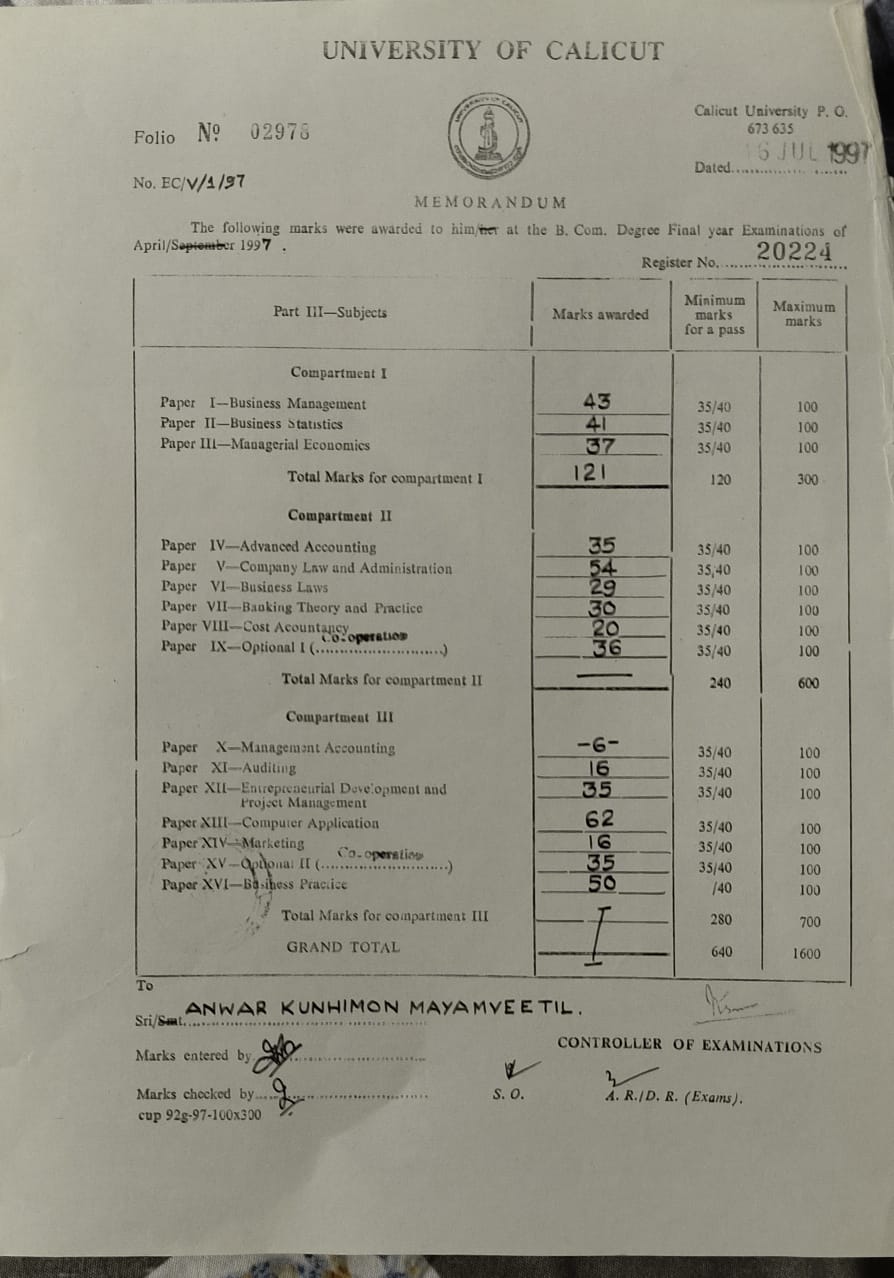 UNIVERSITY OF CALICUT
Folio Nº 02978
Calicut University P. O.
673 635
No. EC/V/1/97
Dated 16 JUL 1997
MEMORANDUM
The following marks were awarded to him/her at the B. Com. Degree Final year Examinations of
April/September 1997 .
Register No. 20224
Part III—Subjects Marks awarded Minimum marks for a pass Maximum marks
Compartment I
Paper I—Business Management 43 35/40 100
Paper II—Business Statistics 41 35/40 100
Paper III—Managerial Economics 37 35/40 100
Total Marks for compartment I 121 120 300
Compartment II
Paper IV—Advanced Accounting 35 35/40 100
Paper V—Company Law and Administration 54 35/40 100
Paper VI—Business Laws 29 35/40 100
Paper VII—Banking Theory and Practice 30 35/40 100
Paper VIII—Cost Acountancy 20 35/40 100
Paper IX—Optional I (Co-operation) 36 35/40 100
Total Marks for compartment II — 240 600
Compartment III
Paper X—Management Accounting -6- 35/40 100
Paper XI—Auditing 16 35/40 100
Paper XII—Entrepreneurial Development and 35 35/40 100
Project Management
Paper XIII—Computer Application 62 35/40 100
Paper XIV—Marketing 16 35/40 100
Paper XV—Optional II (Co-operation) 35 35/40 100
Paper XVI—Business Practice 50 /40 100
Total Marks for compartment III 280 700
GRAND TOTAL 640 1600
To
Sri/Smt. ANWAR KUNHIMON MAYAMVEETIL.
CONTROLLER OF EXAMINATIONS
Marks entered by
Marks checked by
S. O. A. R./D. R. (Exams).
cup 92g-97-100x300